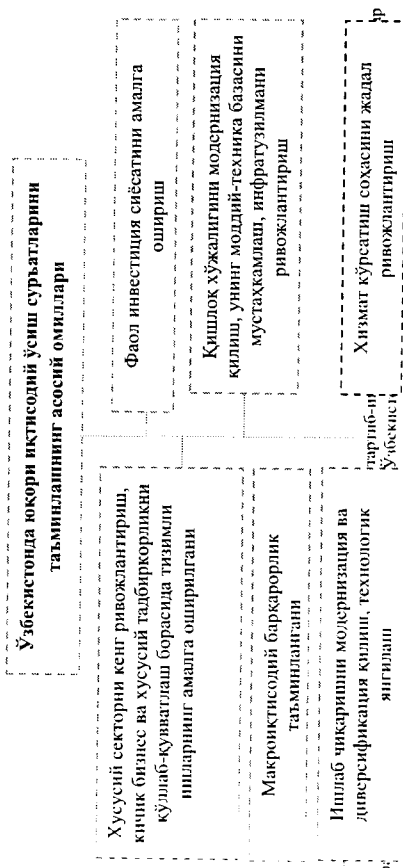 Ўзбекистонда юқори иқтисодий ўсиш суръатларини
таъминлашнинг асосий омиллари
Хусусий секторни кенг ривожлантириш,
кичик бизнес ва хусусий тадбиркорликни
қўллаб-қувватлаш борасида тизимли
ишларнинг амалга оширилгани
Фаол инвестиция сиёсатини амалга
ошириш
Макроиқтисодий барқарорлик
таъминлангани
Қишлоқ хўжалигини модернизация
қилиш, унинг моддий-техника базасини
мустаҳкамлаш, инфратузилмани
ривожлантириш
Ишлаб чиқаришни модернизация ва
диверсификация қилиш, технологик
янгилаш
Хизмат кўрсатиш соҳасини жадал
ривожлантириш
тартиб-и
Ўзбекисто